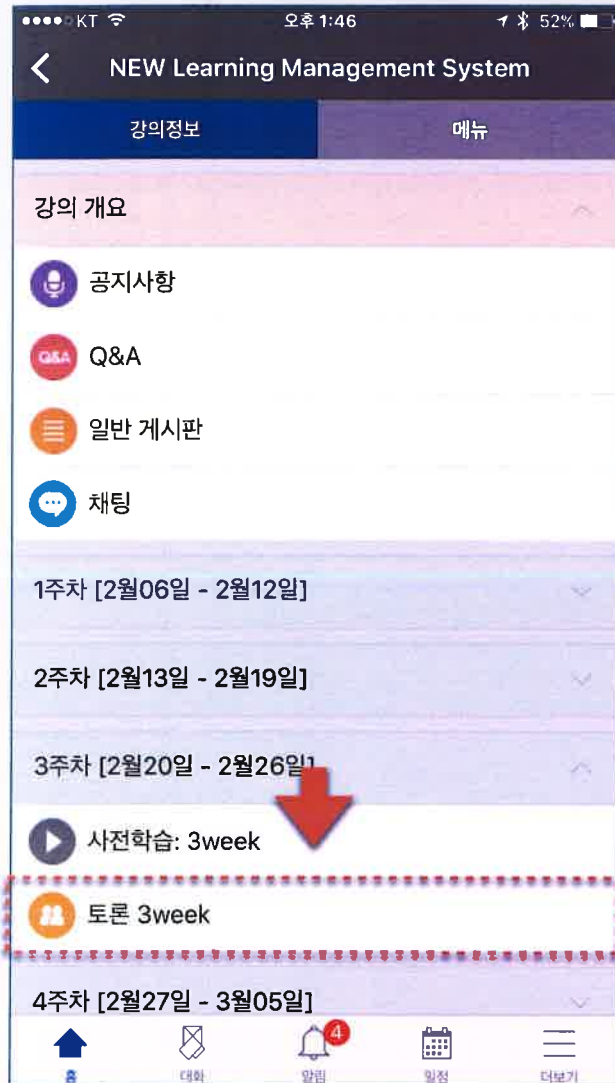 KT 오후 1:46 52%
NEW Learning Management System
강의정보 메뉴
강의 개요
공지사항
Q&A Q&A
일반 게시판
채팅
1주차 [2월06일 - 2월12일]
2주차 [2월13일 - 2월19일]
3주차 [2월20일 - 2월26일]
사전학습: 3week
토론 3week
4주차 [2월27일 - 3월05일]
4
홈 대화 알림 일정 더보기